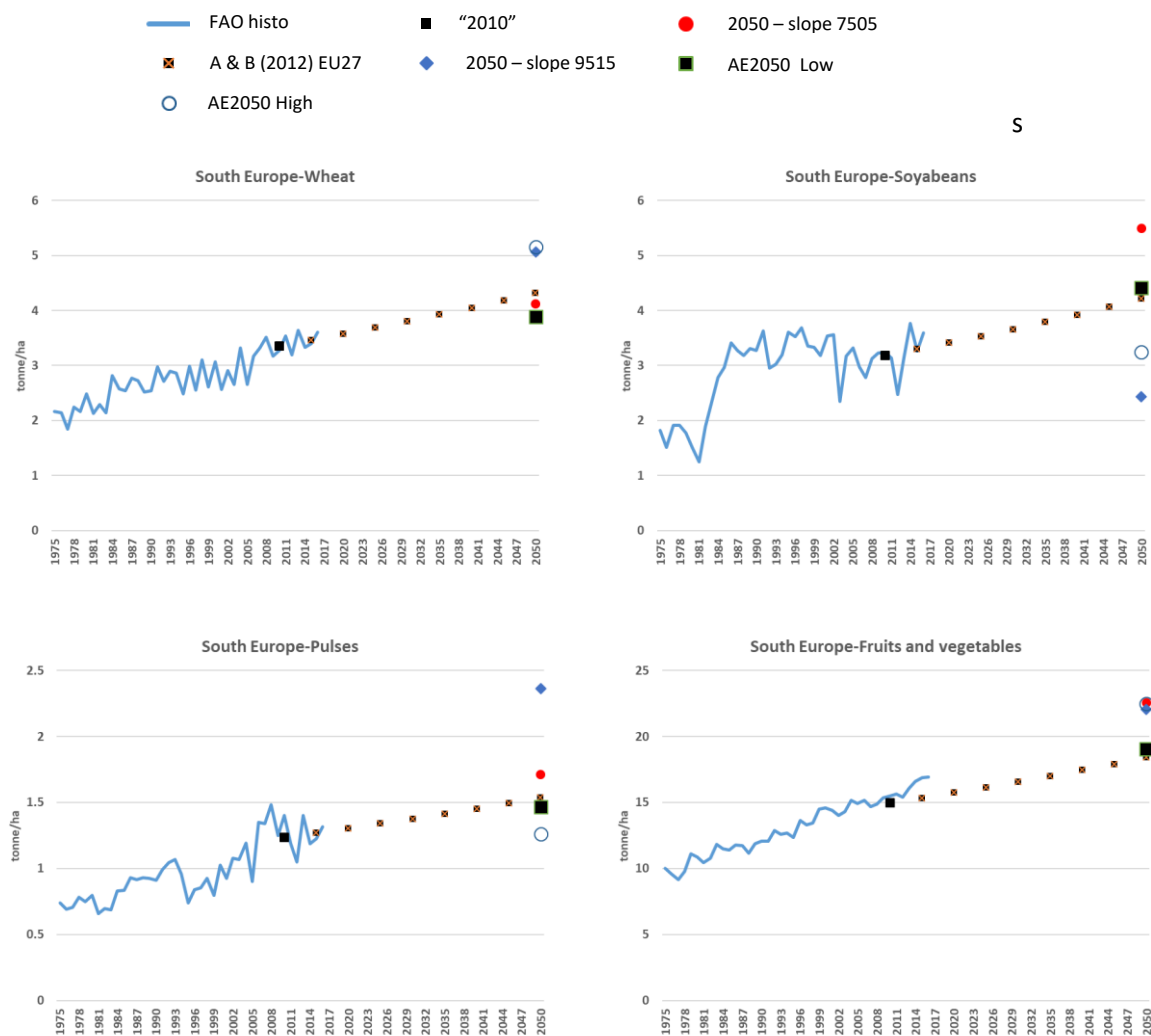 FAO histo “2010” 2050 – slope 7505
A & B (2012) EU27 2050 – slope 9515 AE2050 Low
AE2050 High
S
South Europe-Wheat
6
5
4
3
2
1
0
tonne/ha
1975 1978 1981 1984 1987 1990 1993 1996 1999 2002 2005 2008 2011 2014 2017 2020 2023 2026 2029 2032 2035 2038 2041 2044 2047 2050
South Europe-Soyabeans
6
5
4
3
2
1
0
tonne/ha
1975 1978 1981 1984 1987 1990 1993 1996 1999 2002 2005 2008 2011 2014 2017 2020 2023 2026 2029 2032 2035 2038 2041 2044 2047 2050
South Europe-Pulses
2.5
2
1.5
1
0.5
0
tonne/ha
1975 1978 1981 1984 1987 1990 1993 1996 1999 2002 2005 2008 2011 2014 2017 2020 2023 2026 2029 2032 2035 2038 2041 2044 2047 2050
South Europe-Fruits and vegetables
25
20
15
10
5
0
tonne/ha
1975 1978 1981 1984 1987 1990 1993 1996 1999 2002 2005 2008 2011 2014 2017 2020 2023 2026 2029 2032 2035 2038 2041 2044 2047 2050